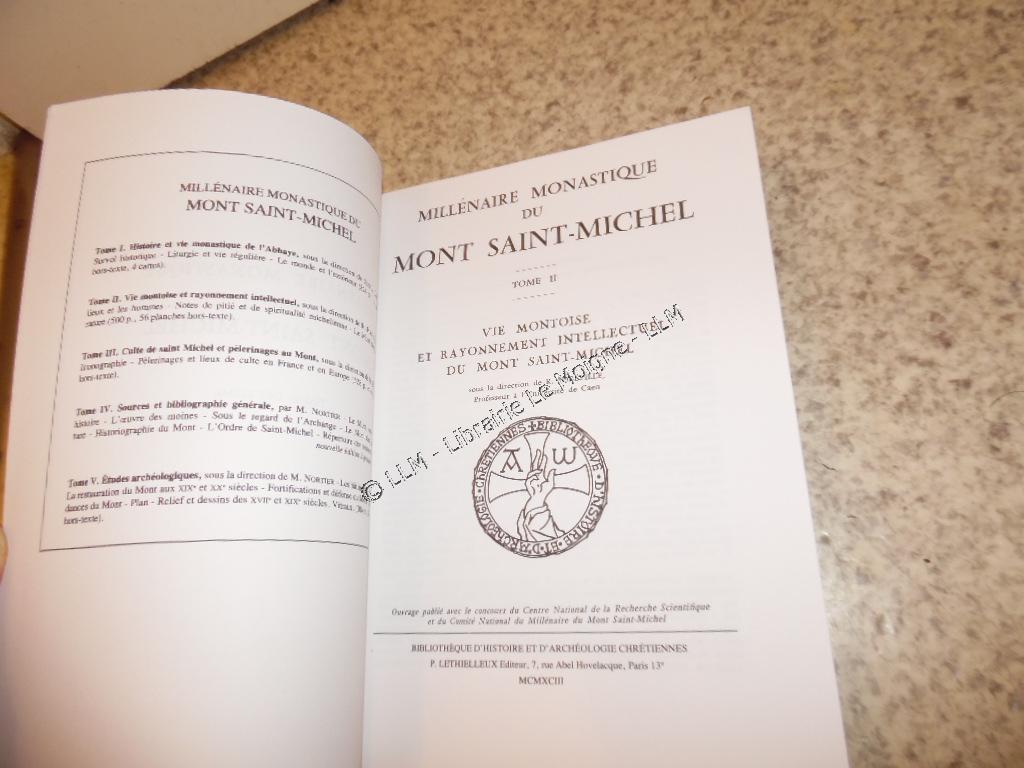 MILLÉNAIRE MONASTIQUE DU
MONT SAINT-MICHEL
Tome I. Histoire et vie monastique de l'Abbaye, sous la direction de
Survol historique - Liturgie et vie régulière - Le monde et l'extérieur
hors-texte, 4 cartes).
Tome II. Vie montoise et rayonnement intellectuel, sous la direction de R.
lieux et les hommes - Notes de pitié et de spiritualité michelienne - Le
nature (500 p., 56 planches hors-texte).
Tome III. Culte de saint Michel et pèlerinages au Mont, sous la direction de
Iconographie - Pèlerinages et lieux de culte en France et en Europe
hors-texte).
Tome IV. Sources et bibliographie générale, par M. NORTIER - Le
histoire - L'œuvre des moines - Sous le regard de l'Archange - Le
ture - Historiographie du Mont - L'Ordre de Saint-Michel - Répertoire
nouvelle édition à
Tome V. Études archéologiques, sous la direction de M. NORTIER - Les
La restauration du Mont aux XIXe et XXe siècles - Fortifications et défense
dances du Mont - Plan - Relief et dessins des XVIIe et XIXe siècles.
hors-texte).
MILLÉNAIRE MONASTIQUE
DU
MONT SAINT-MICHEL
TOME II
VIE MONTOISE
ET RAYONNEMENT INTELLECTUEL
DU MONT SAINT-MICHEL
sous la direction de R.
Professeur à l'Université de Caen
BIBLIOTHÈQUE D'HISTOIRE ET D'ARCHÉOLOGIE CHRÉTIENNES
A W
Ouvrage publié avec le concours du Centre National de la Recherche Scientifique
et du Comité National du Millénaire du Mont Saint-Michel
BIBLIOTHÈQUE D'HISTOIRE ET D'ARCHÉOLOGIE CHRÉTIENNES
P. LETHIELLEUX Editeur, 7, rue Abel Hovelacque, Paris 13e
MCMXCIII
© LLM - Librairie Le Moigne - LLM